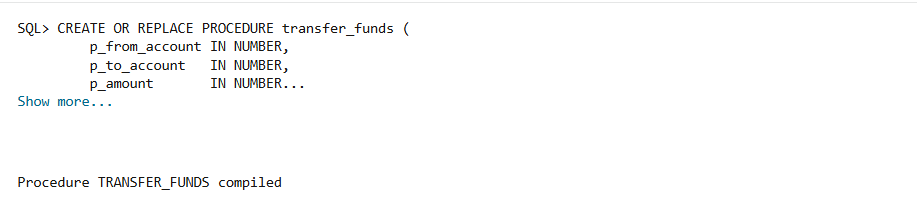 SQL> CREATE OR REPLACE PROCEDURE transfer_funds (
         p_from_account IN NUMBER,
         p_to_account   IN NUMBER,
         p_amount       IN NUMBER...
Show more...
Procedure TRANSFER_FUNDS compiled